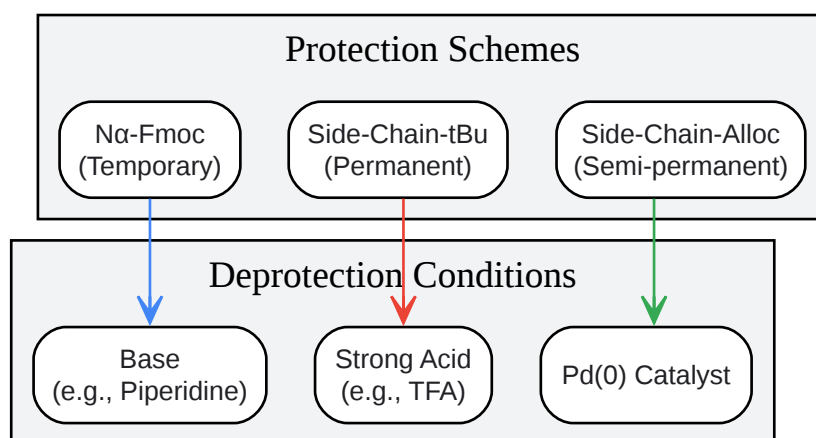 Protection Schemes
Nα-Fmoc
(Temporary)
Side-Chain-tBu
(Permanent)
Side-Chain-Alloc
(Semi-permanent)
Deprotection Conditions
Base
(e.g., Piperidine)
Strong Acid
(e.g., TFA)
Pd(0) Catalyst